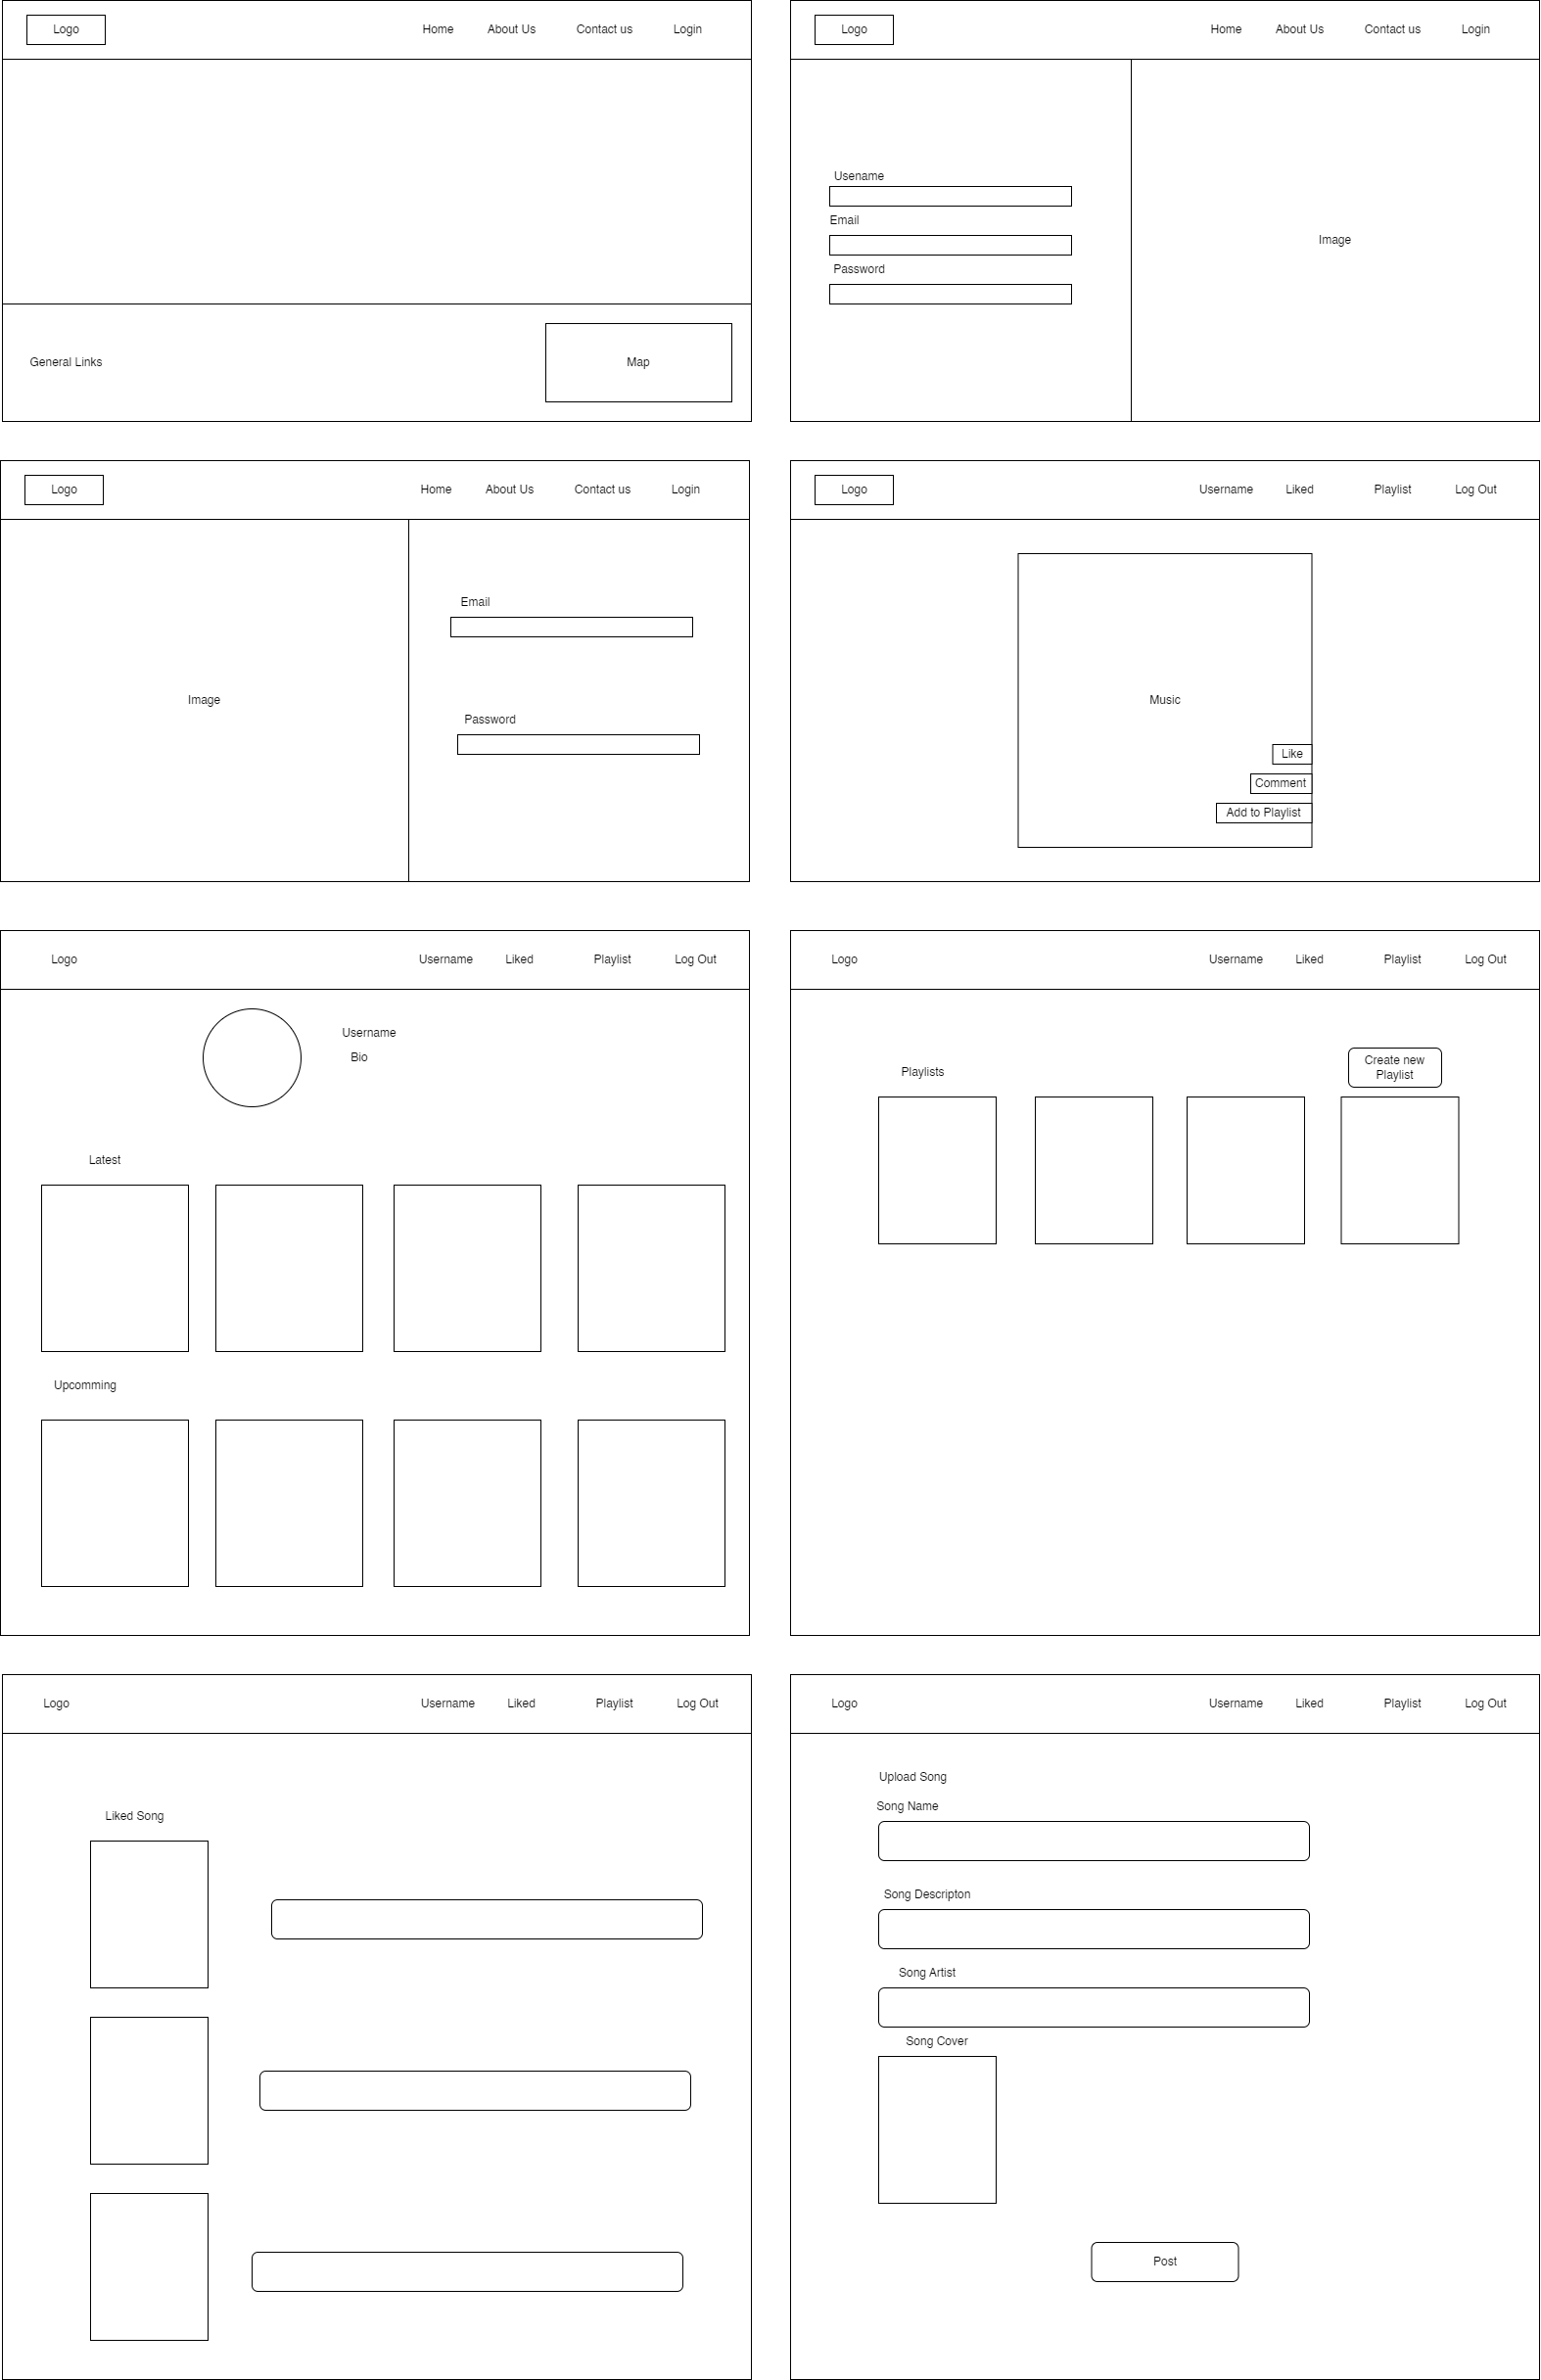 Logo
Home
About Us
Contact us
Login
General Links
Map
Logo
Home
About Us
Contact us
Login
Usename
Email
Password
Image
Logo
Home
About Us
Contact us
Login
Image
Email
Password
Logo
Username
Liked
Playlist
Log Out
Music
Like
Comment
Add to Playlist
Logo
Username
Liked
Playlist
Log Out
Username
Bio
Latest
Upcomming
Logo
Username
Liked
Playlist
Log Out
Playlists
Create new
Playlist
Logo
Username
Liked
Playlist
Log Out
Liked Song
Logo
Username
Liked
Playlist
Log Out
Upload Song
Song Name
Song Descripton
Song Artist
Song Cover
Post